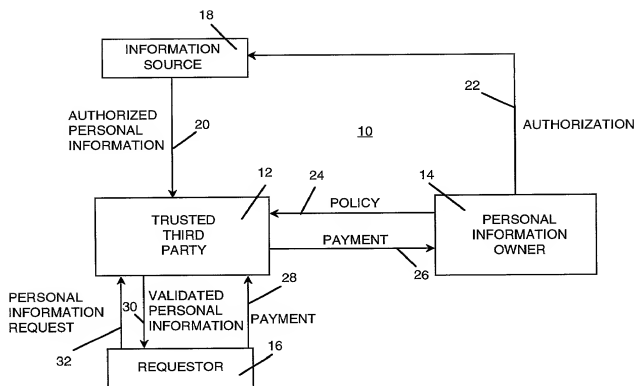 18
INFORMATION
SOURCE
22
AUTHORIZED
PERSONAL
INFORMATION
20
10
AUTHORIZATION
12
24
14
POLICY
TRUSTED
THIRD
PARTY
PERSONAL
INFORMATION
OWNER
PAYMENT
26
28
PERSONAL
INFORMATION
REQUEST
30
VALIDATED
PERSONAL
INFORMATION
PAYMENT
32
REQUESTOR
16